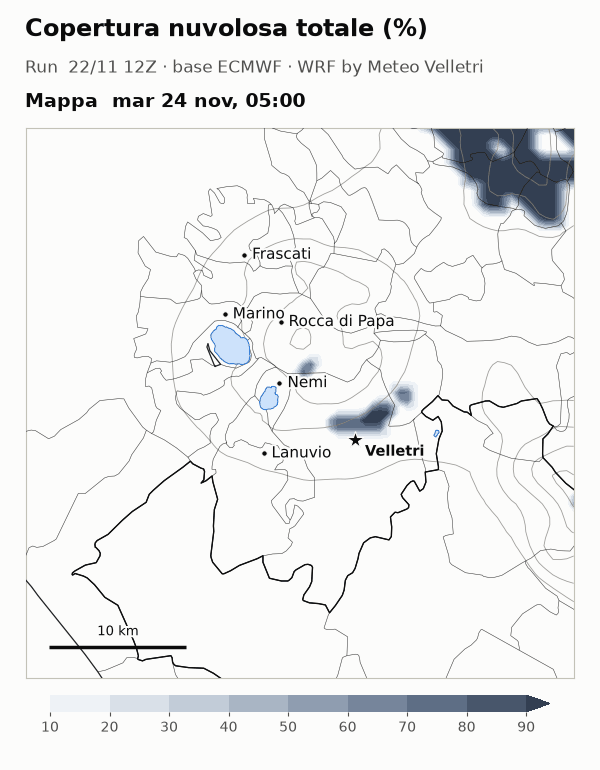 Copertura nuvolosa totale (%)
Run  22/11 12Z · base ECMWF · WRF by Meteo Velletri
Mappa  mar 24 nov, 05:00
Frascati
Marino
Rocca di Papa
Nemi
Velletri
Lanuvio
10 km
10 20 30 40 50 60 70 80 90